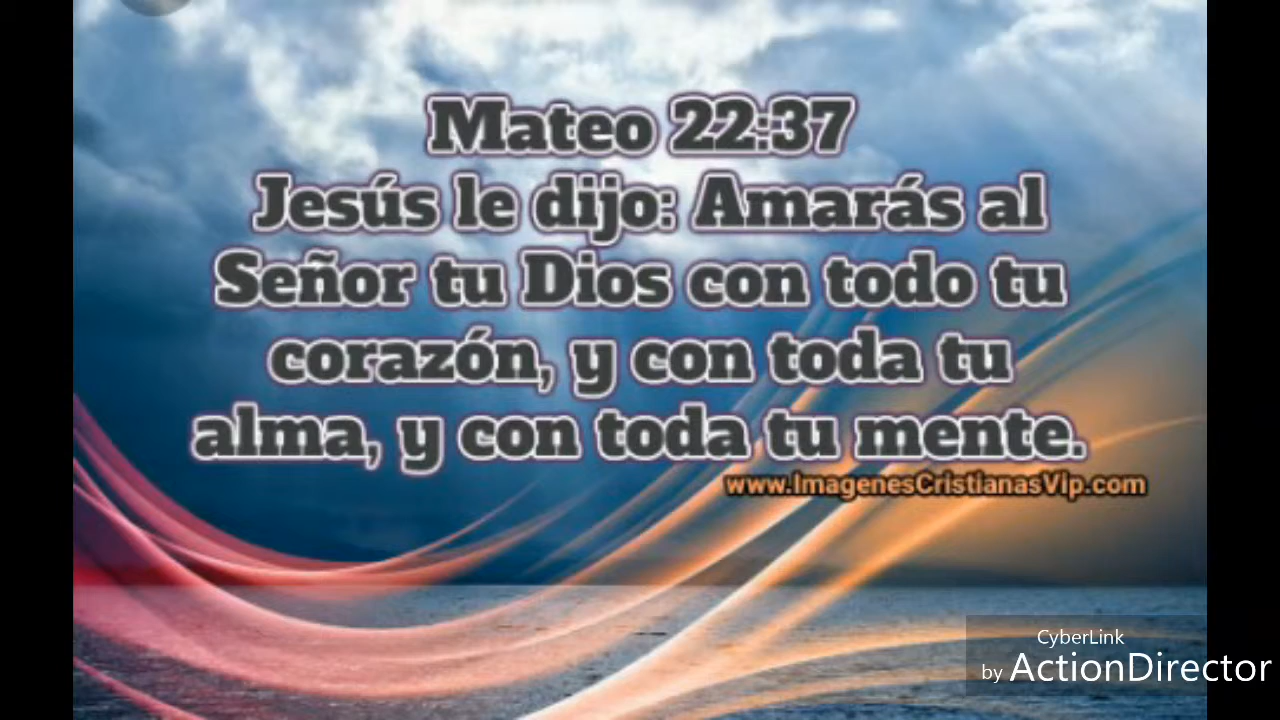 Mateo 22:37
Jesús le dijo: Amarás al
Señor tu Dios con todo tu
corazón, y con toda tu
alma, y con toda tu mente.
www.ImagenesCristianasVip.com
CyberLink
by ActionDirector